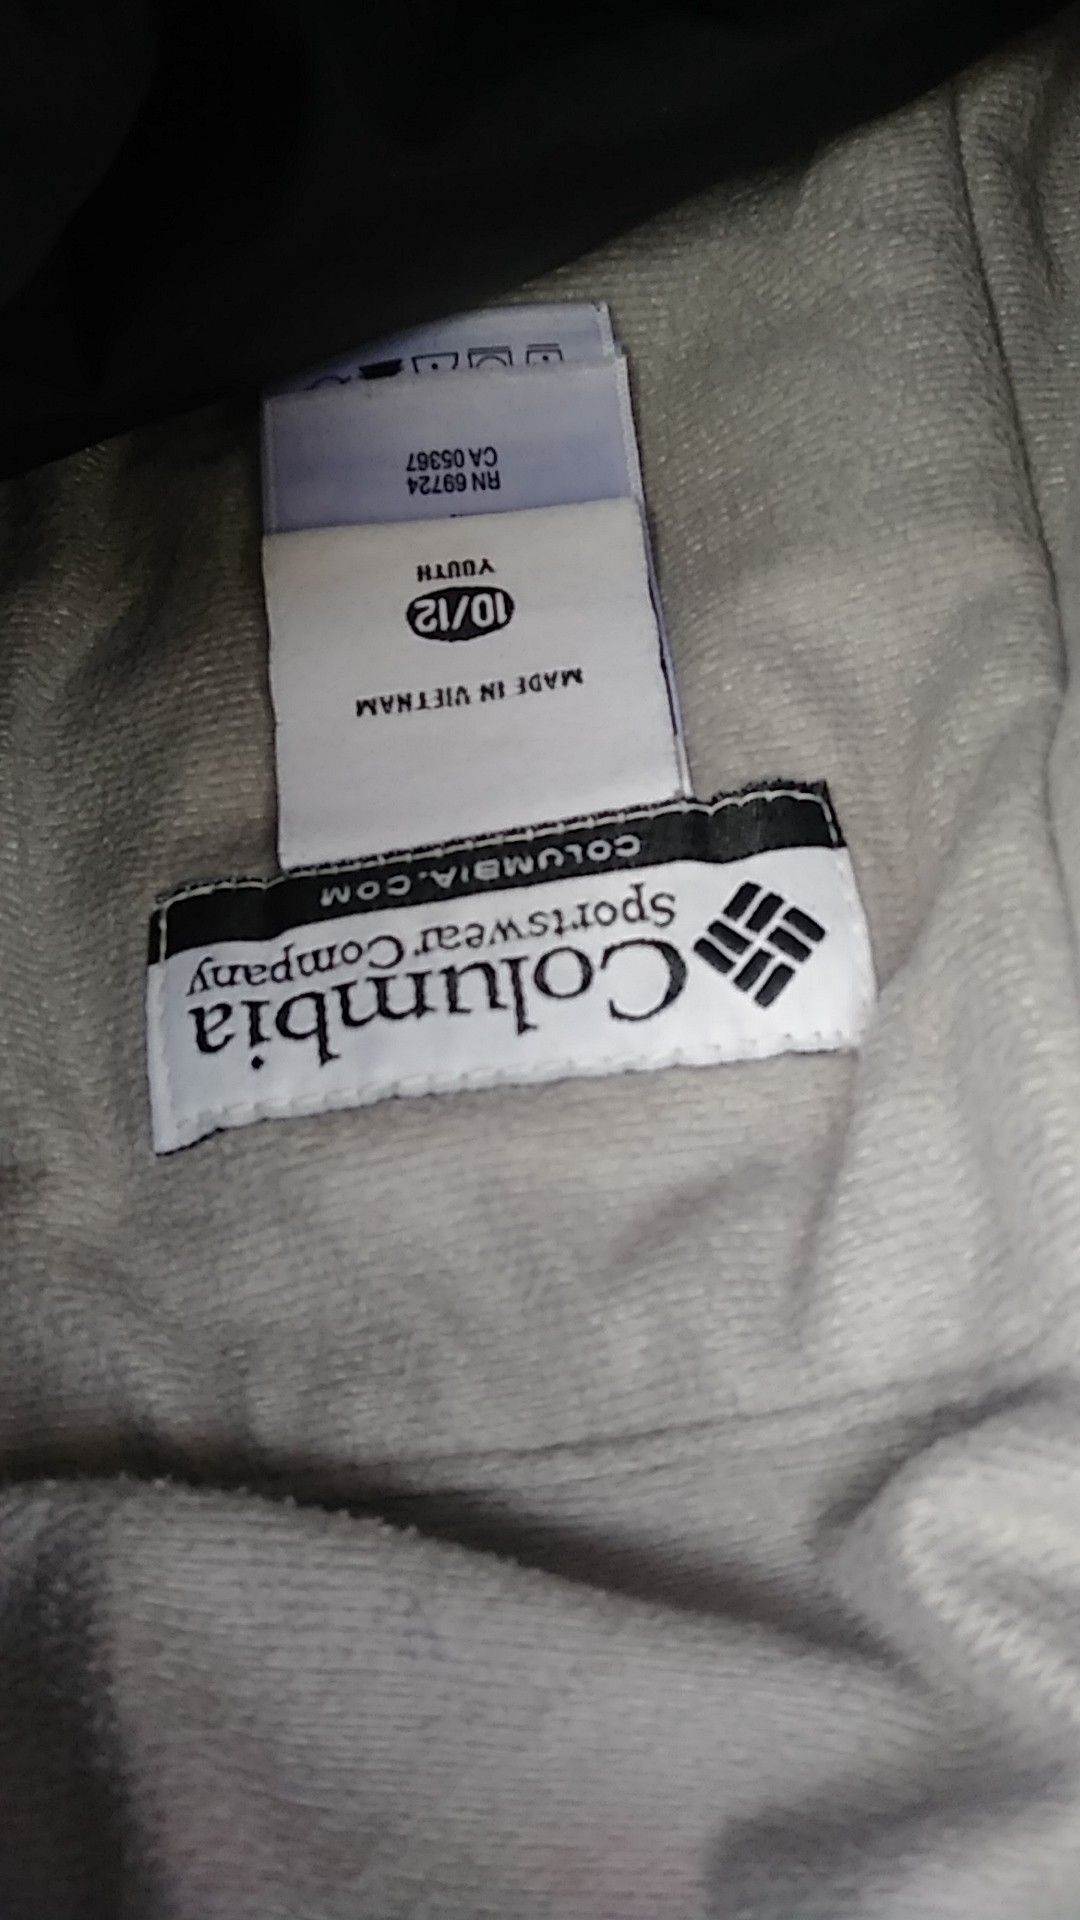 Columbia
Sportswear Company
COLUMBIA.COM
MADE IN VIETNAM
10/12
YOUTH
RN 69724
CA 05367